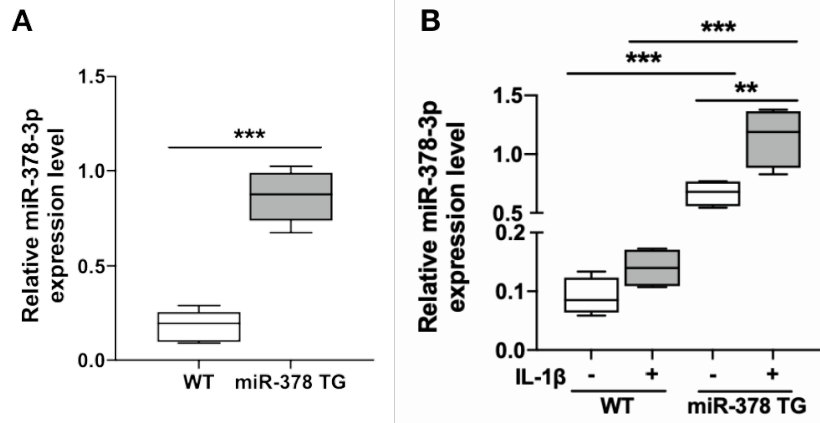 A
Relative miR-378-3p
expression level
1.5
1.0
0.5
0.0
***
WT
miR-378 TG
B
Relative miR-378-3p
expression level
***
***
**
1.5
1.0
0.5
0.2
0.1
0.0
IL-1β - + - +
WT
miR-378 TG